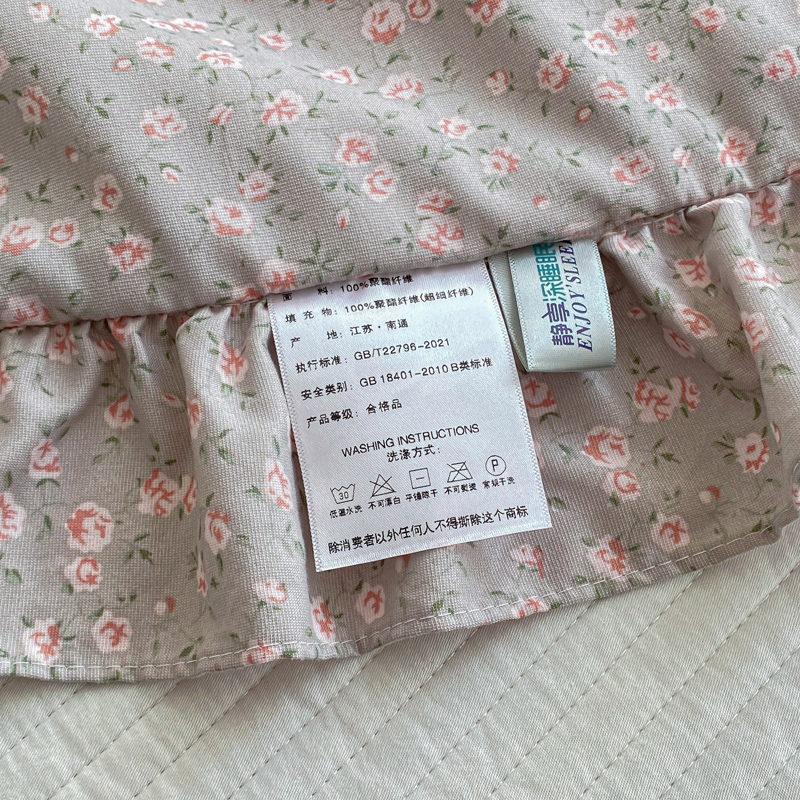 面 料: 100%聚酯纤维
填 充 物: 100%聚酯纤维(超细纤维)
产 地: 江苏·南通
执行标准: GB/T22796-2021
安全类别: GB 18401-2010 B类标准
产品等级: 合格品
WASHING INSTRUCTIONS
洗涤方式:
30
P
低温水洗 不可漂白 平铺晾干 不可熨烫 常规干洗
除消费者以外任何人不得撕除这个商标
静享深睡眠
ENJOY'SLEE